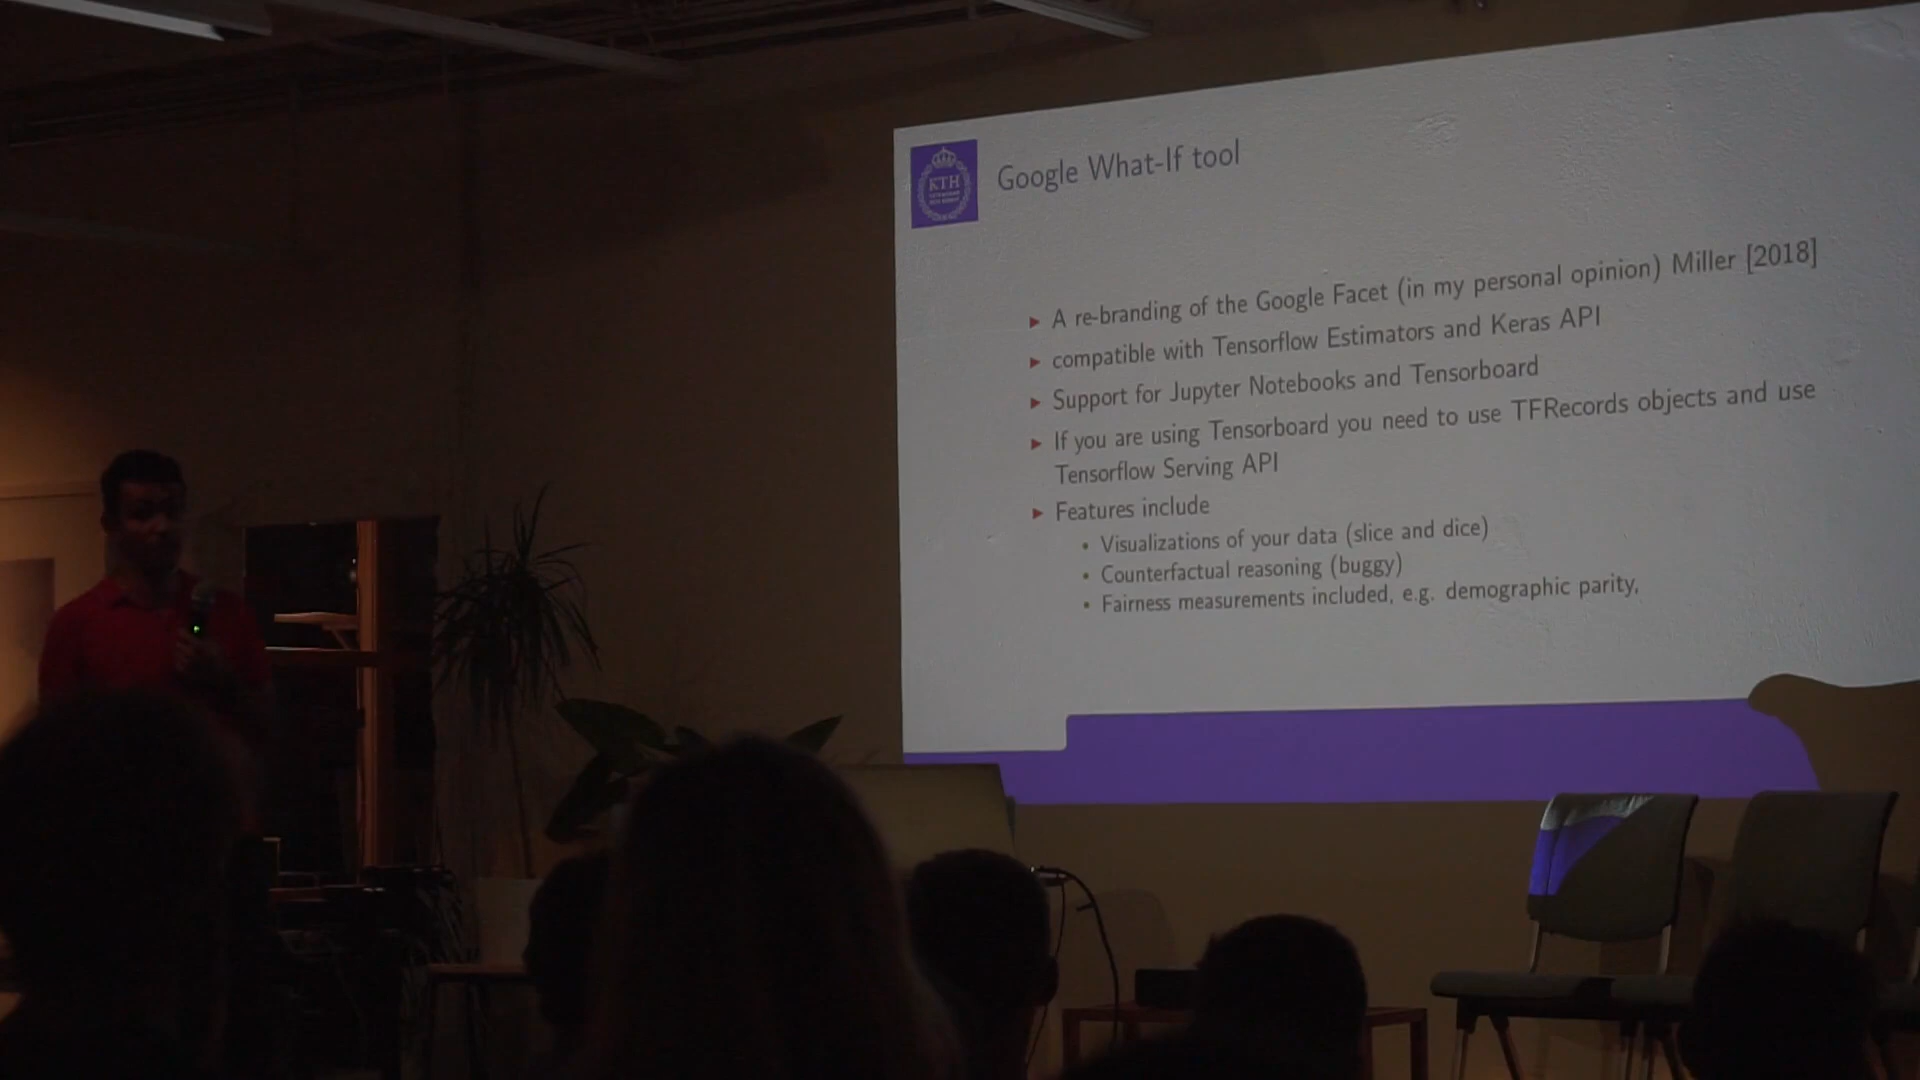 KTH
Google What-If tool
► A re-branding of the Google Facet (in my personal opinion) Miller [2018]
► compatible with Tensorflow Estimators and Keras API
► Support for Jupyter Notebooks and Tensorboard
► If you are using Tensorboard you need to use TFRecords objects and use
Tensorflow Serving API
► Features include
• Visualizations of your data (slice and dice)
• Counterfactual reasoning (buggy)
• Fairness measurements included, e.g. demographic parity,